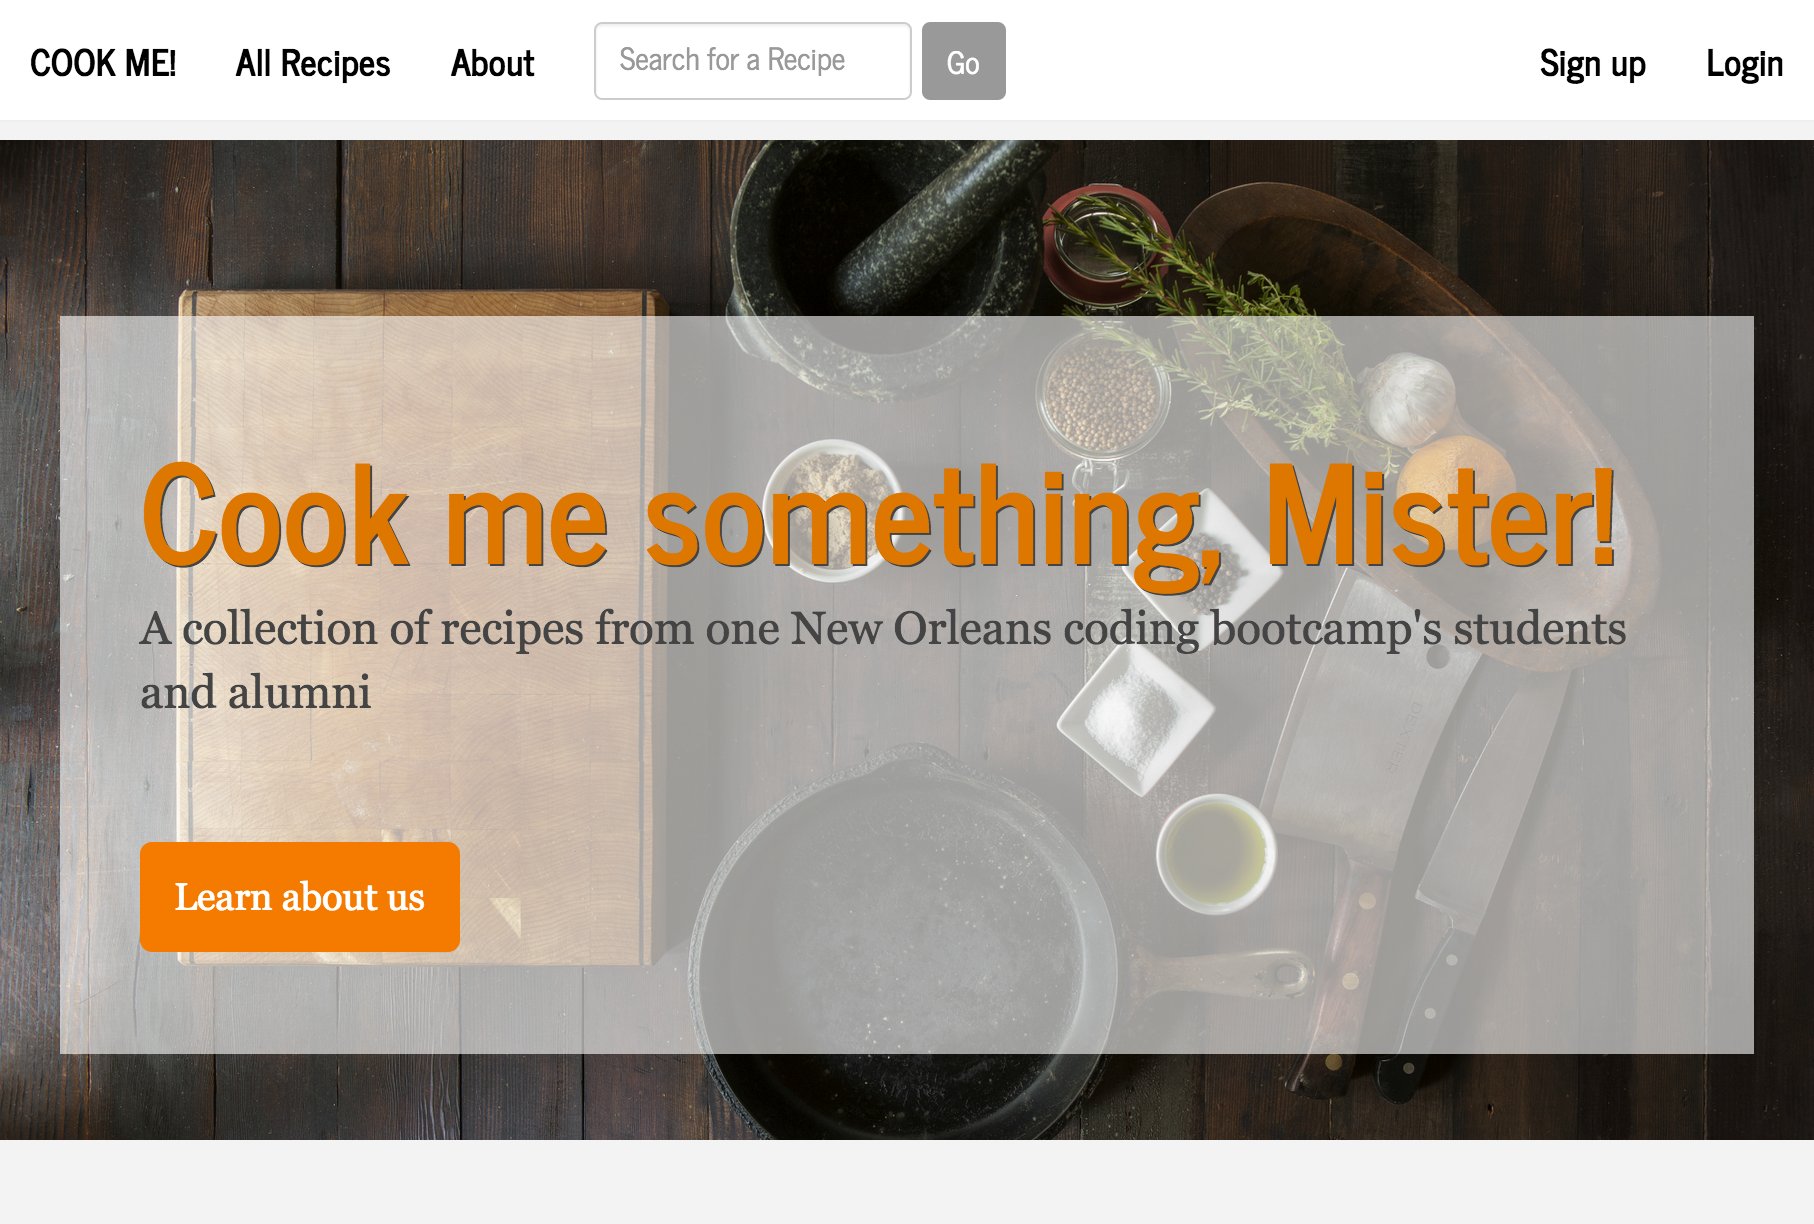 COOK ME! All Recipes About Search for a Recipe Go Sign up Login
Cook me something, Mister!
A collection of recipes from one New Orleans coding bootcamp's students
and alumni
Learn about us